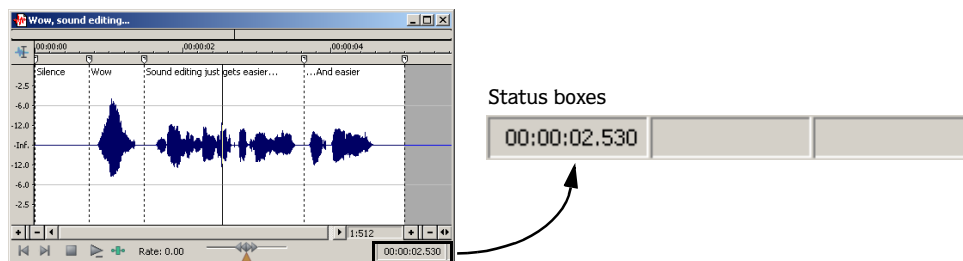 Wow, sound editing...
00:00:00 00:00:02 00:00:04
Silence Wow Sound editing just gets easier... ...And easier
-2.5
-6.0
-12.0
-Inf.
-12.0
-6.0
-2.5
1:512
Rate: 0.00 00:00:02.530
Status boxes
00:00:02.530